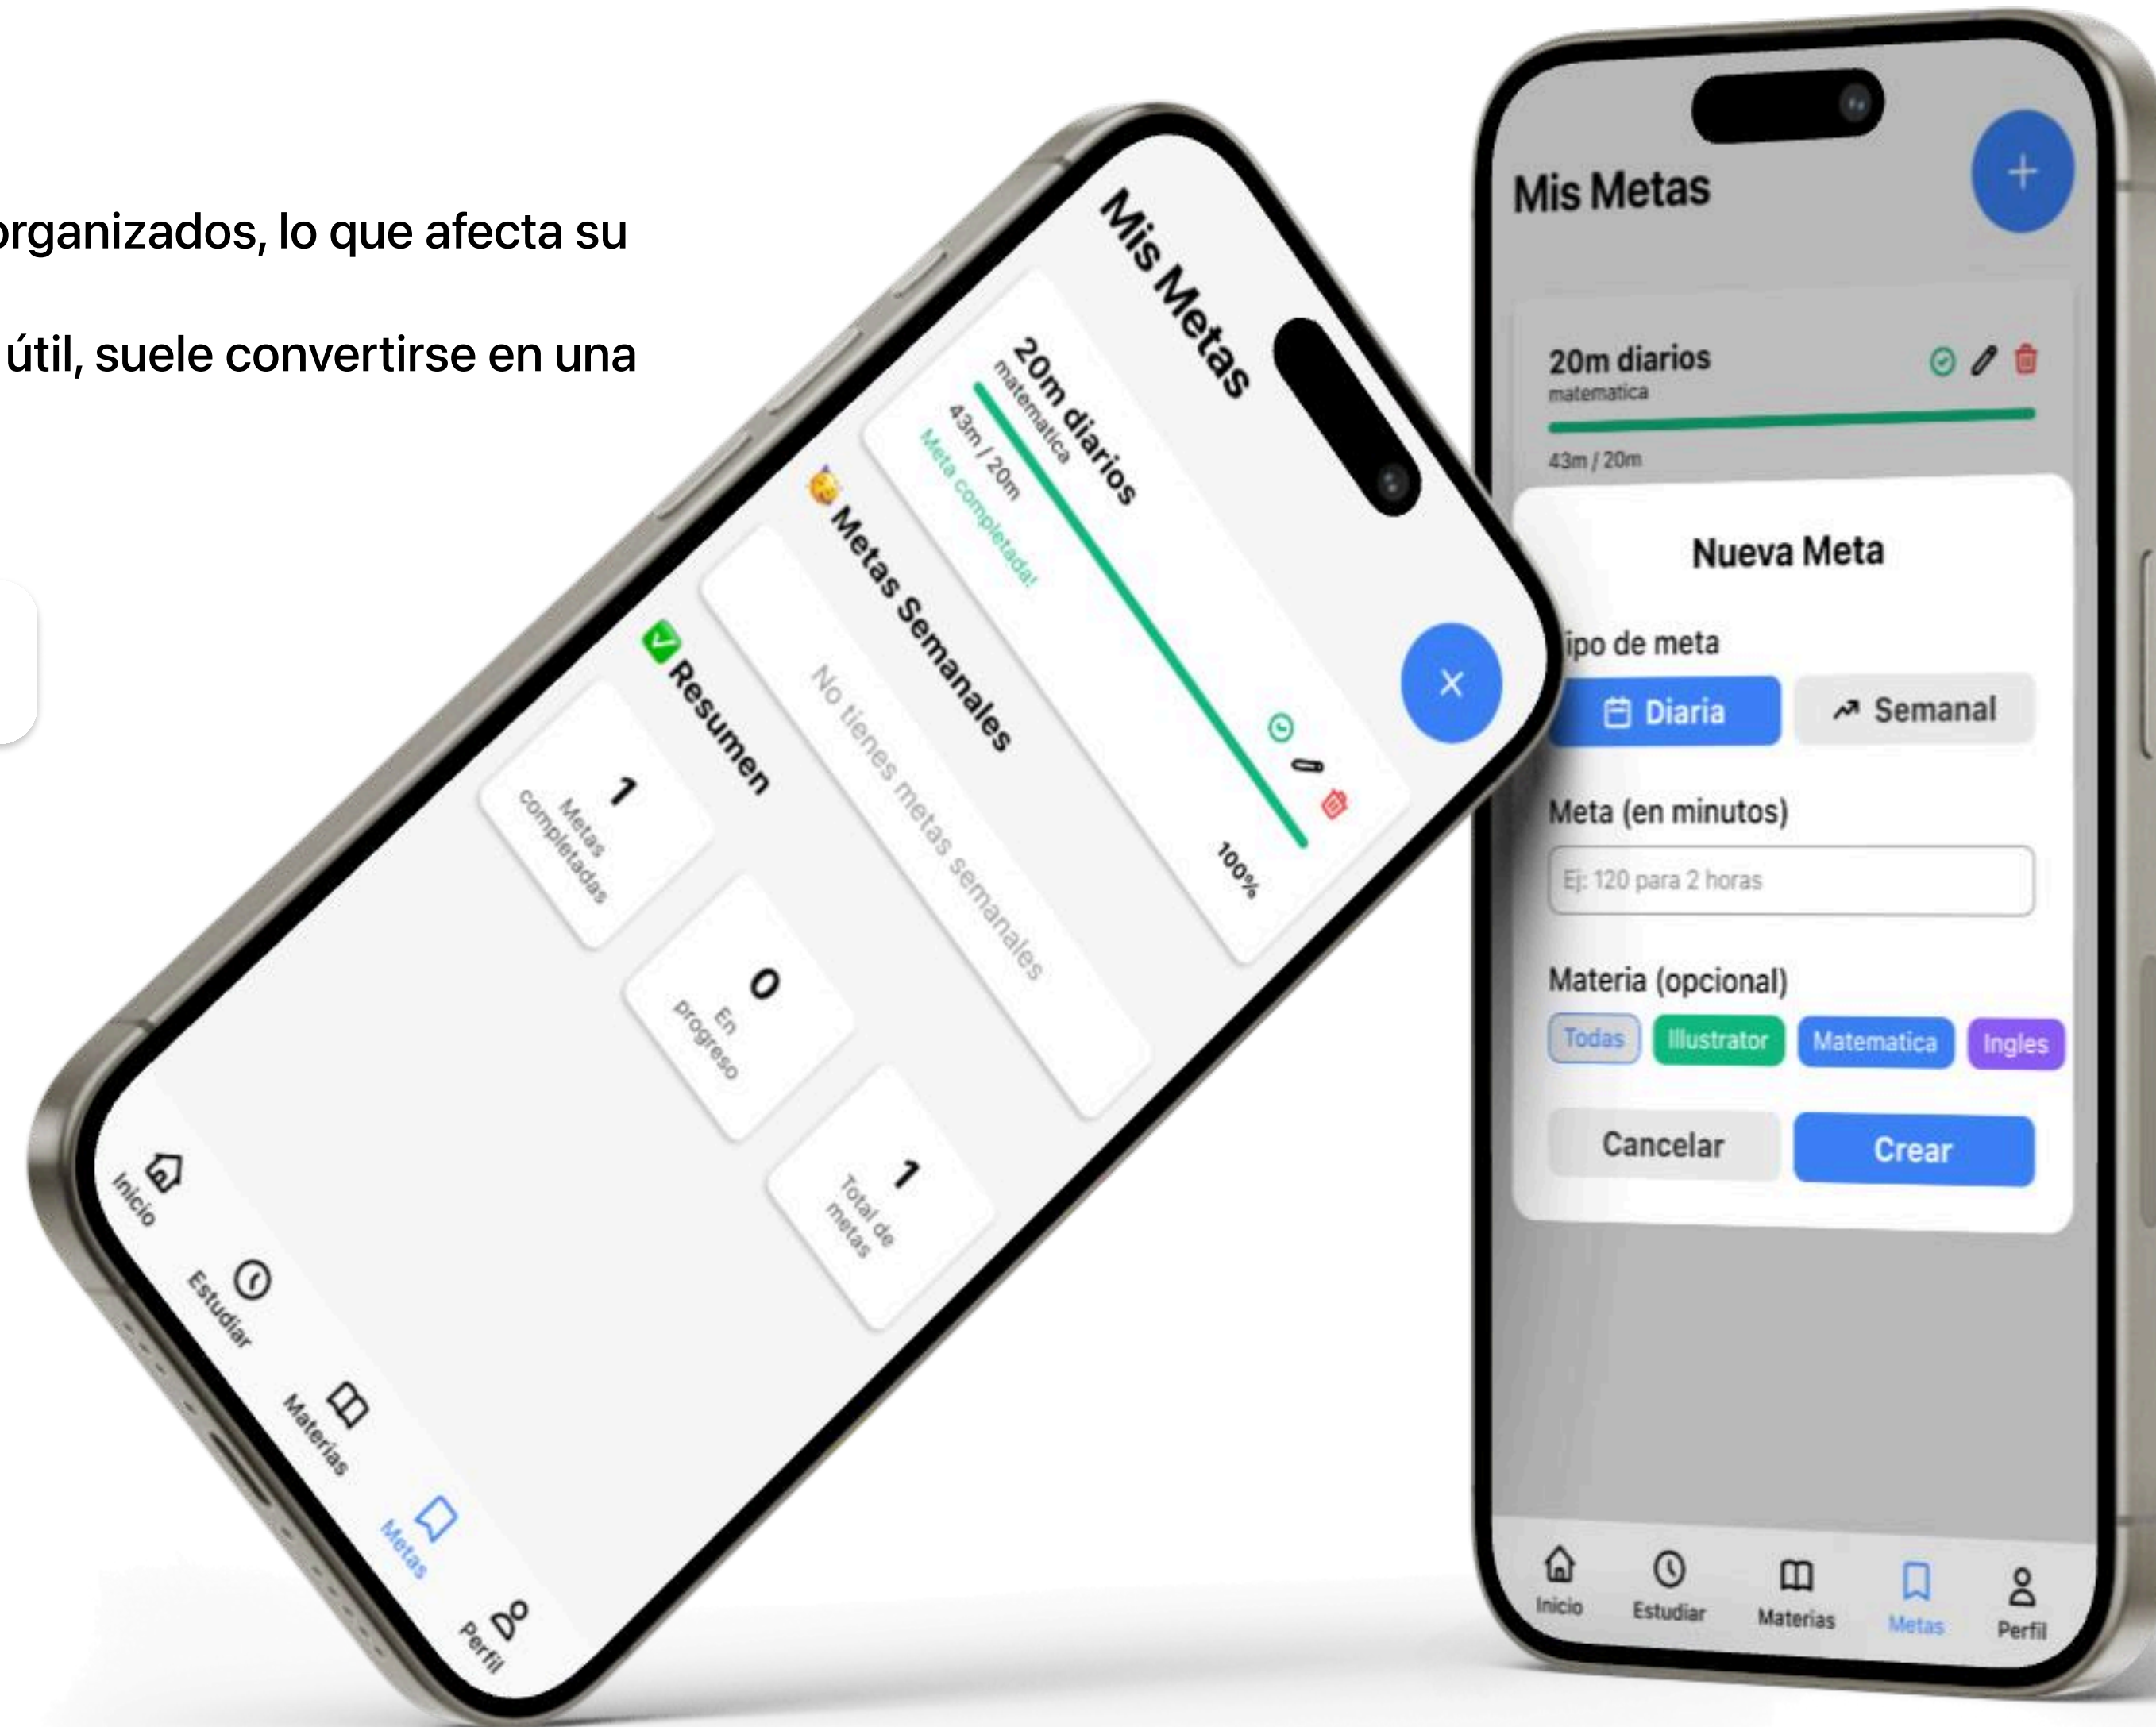 organizados, lo que afecta su
útil, suele convertirse en una
Mis Metas
20m diarios
matematica
43m / 20m
Meta completada!
100%
🥳 Metas Semanales
No tienes metas semanales
✅ Resumen
1
Metas
completadas
0
En
progreso
1
Total de
metas
Inicio
Estudiar
Materias
Metas
Perfil
Mis Metas
20m diarios
matematica
43m / 20m
Nueva Meta
ipo de meta
Diaria
Semanal
Meta (en minutos)
Ej: 120 para 2 horas
Materia (opcional)
Todas Illustrator Matematica Ingles
Cancelar
Crear
Inicio
Estudiar
Materias
Metas
Perfil